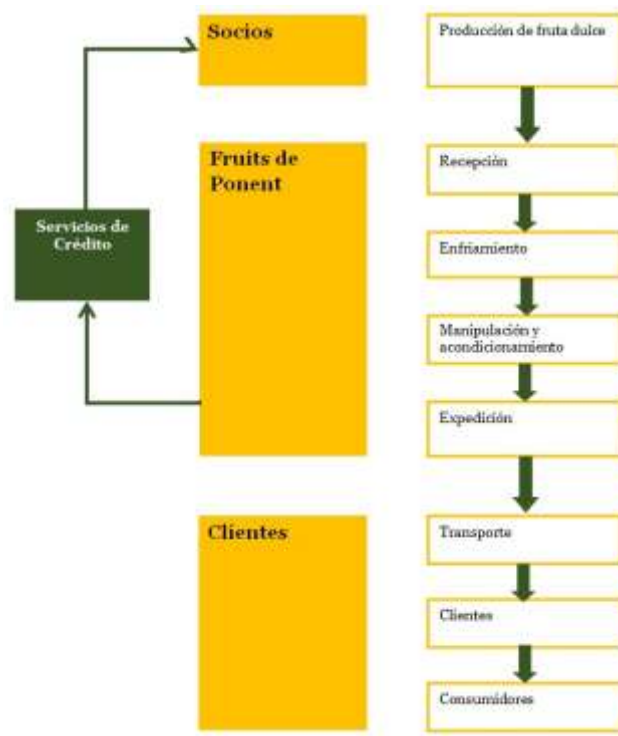 Socios
Producción de fruta dulce
Fruits de
Ponent
Recepción
Servicios de
Crédito
Enfriamiento
Manipulación y
acondicionamiento
Expedición
Clientes
Transporte
Clientes
Consumidores